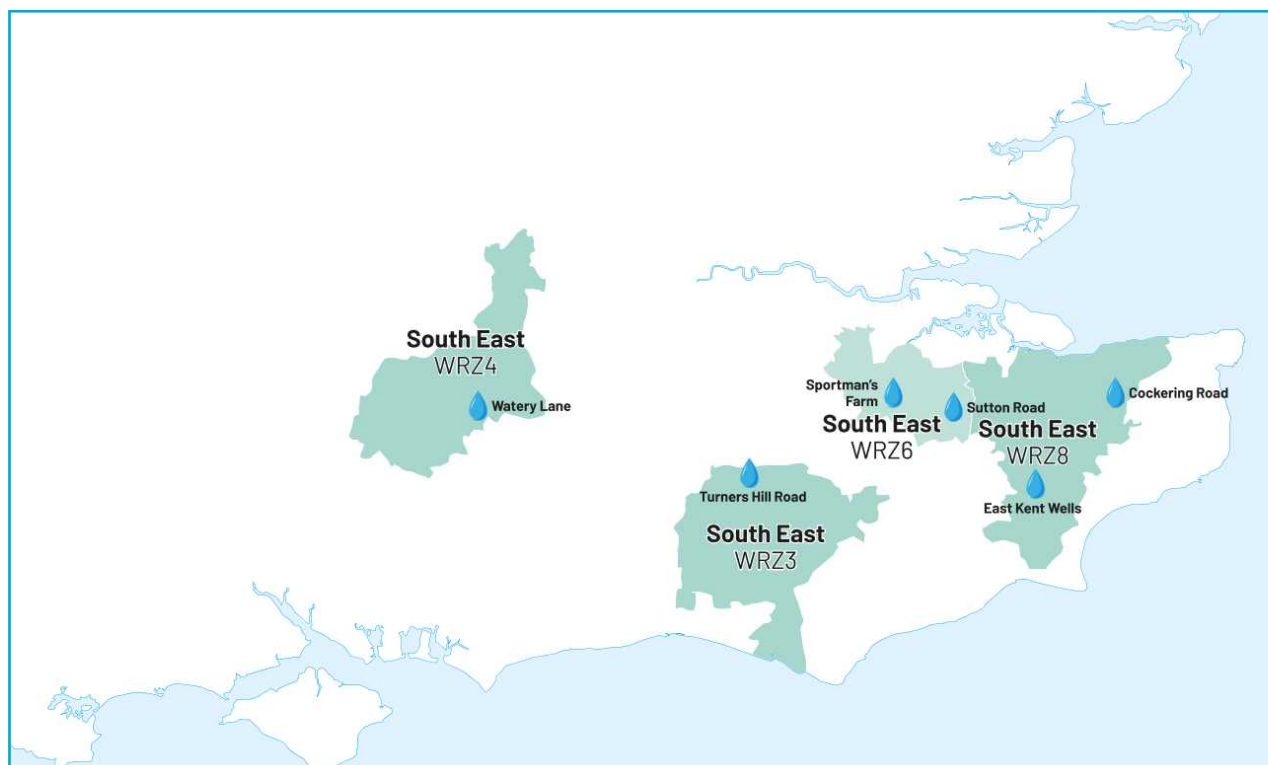 South East
WRZ4
Watery Lane
Sportman's
Farm
South East
WRZ6
Sutton Road
South East
WRZ8
Cockering Road
East Kent Wells
Turners Hill Road
South East
WRZ3